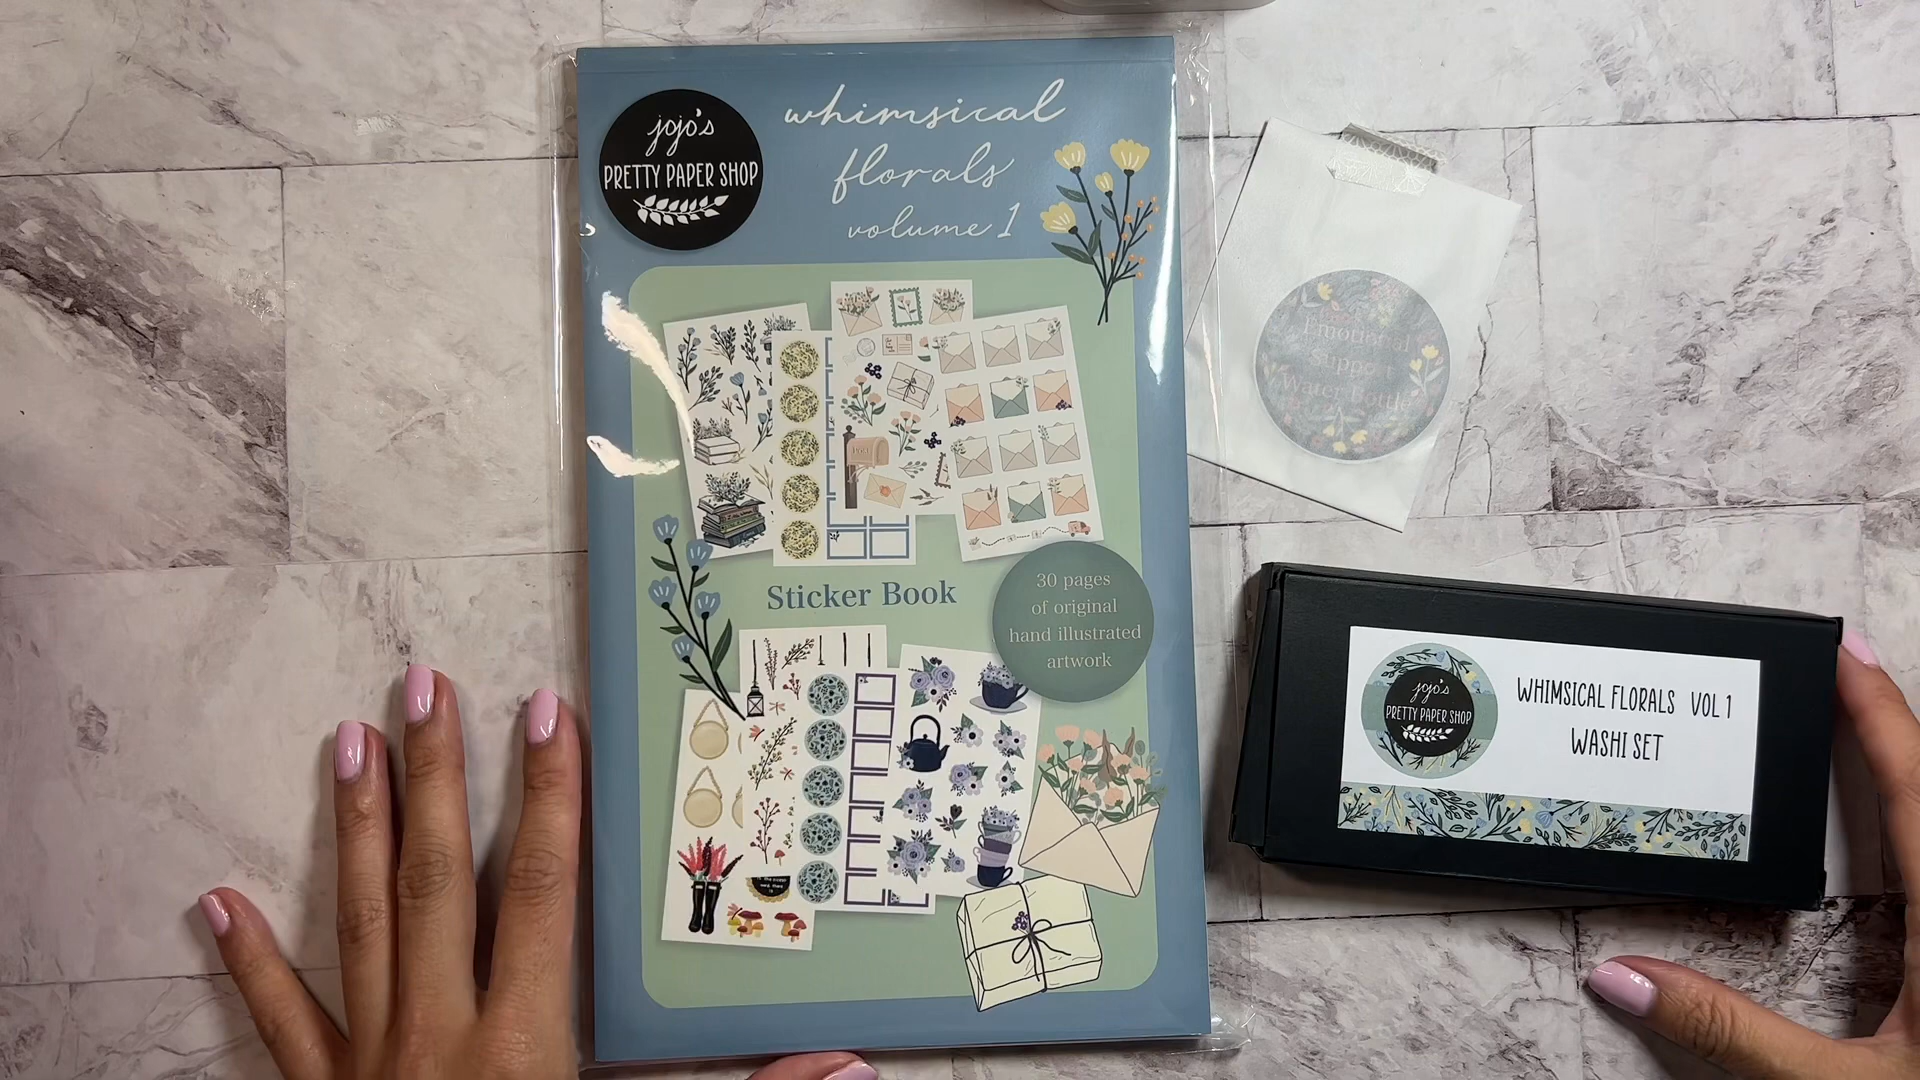 jojo's
PRETTY PAPER SHOP
whimsical
florals
volume 1
Sticker Book
30 pages
of original
hand illustrated
artwork
Emotional
Support
Water Bottle
jojo's
PRETTY PAPER SHOP
WHIMSICAL FLORALS VOL 1
WASHI SET